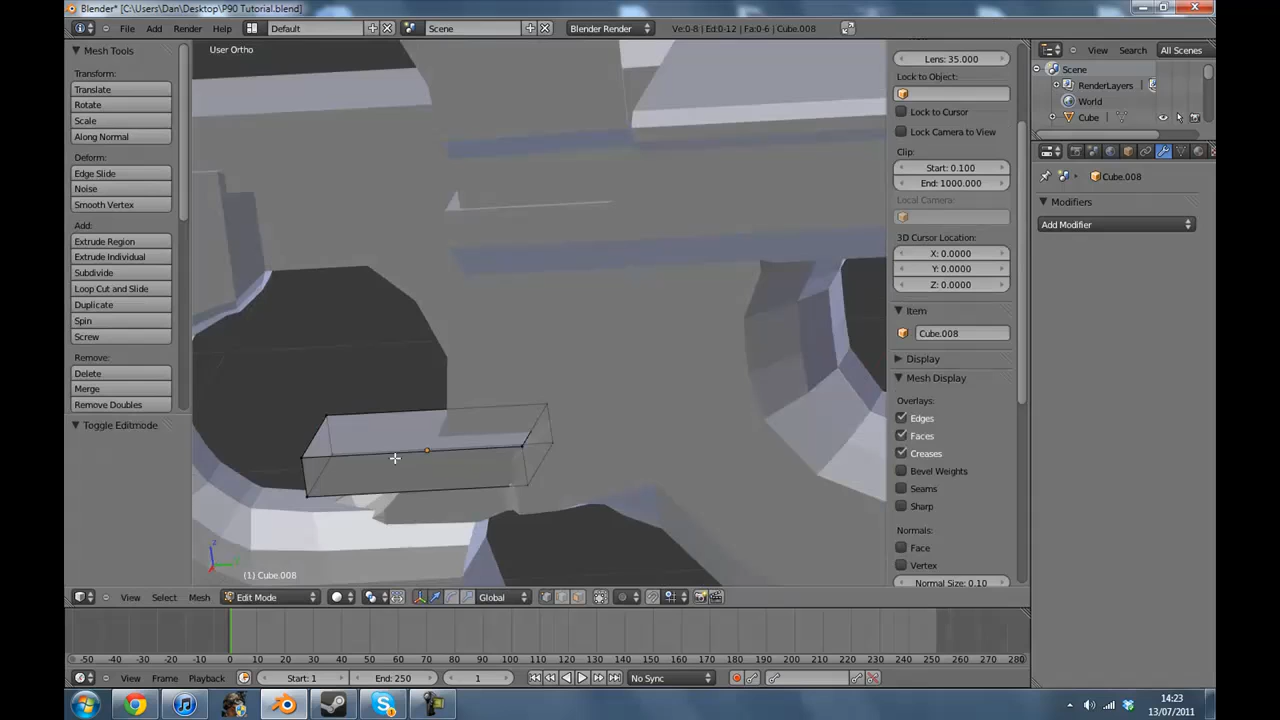 Blender* [C:\Users\Dan\Desktop\P90 Tutorial.blend]
File Add Render Help Default Scene Blender Render Ve:0-8 | Ed:0-12 | Fa:0-6 | Cube.008
Mesh Tools
Transform:
Translate
Rotate
Scale
Along Normal
Deform:
Edge Slide
Noise
Smooth Vertex
Add:
Extrude Region
Extrude Individual
Subdivide
Loop Cut and Slide
Duplicate
Spin
Screw
Remove:
Delete
Merge
Remove Doubles
Toggle Editmode
User Ortho
(1) Cube.008
Lens: 35.000
Lock to Object:
Lock to Cursor
Lock Camera to View
Clip:
Start: 0.100
End: 1000.000
Local Camera:
3D Cursor Location:
X: 0.0000
Y: 0.0000
Z: 0.0000
Item
Cube.008
Display
Mesh Display
Overlays:
Edges
Faces
Creases
Bevel Weights
Seams
Sharp
Normals:
Face
Vertex
Normal Size: 0.10
View Search All Scenes
Scene
RenderLayers
World
Cube
Cube.008
Modifiers
Add Modifier
View Select Mesh Edit Mode Global
-50 -40 -30 -20 -10 0 10 20 30 40 50 60 70 80 90 100 110 120 130 140 150 160 170 180 190 200 210 220 230 240 250 260 270 280
View Frame Playback Start: 1 End: 250 1 No Sync
14:23
13/07/2011